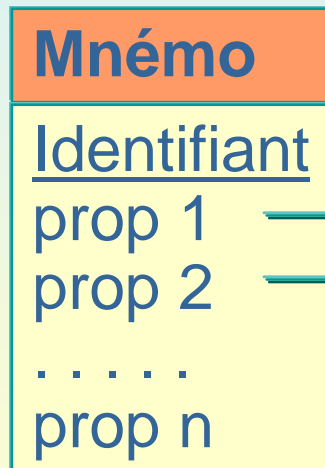 Mnémo
Identifiant
prop 1
prop 2
. . . . .
prop n